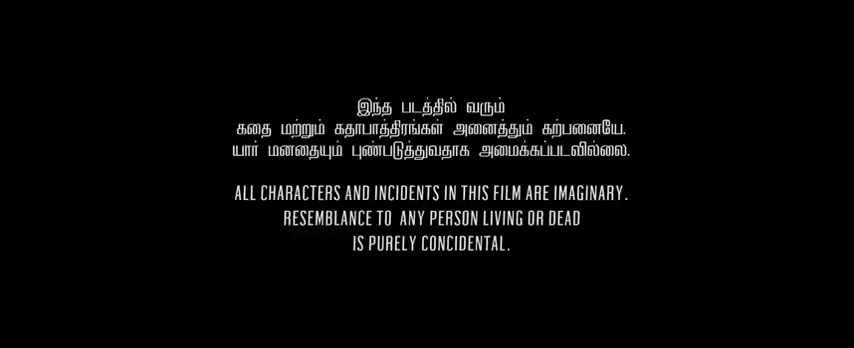 இந்த படத்தில் வரும்
கதை மற்றும் கதாபாத்திரங்கள் அனைத்தும் கற்பனையே.
யார் மனதையும் புண்படுத்துவதாக அமைக்கப்படவில்லை.
ALL CHARACTERS AND INCIDENTS IN THIS FILM ARE IMAGINARY.
RESEMBLANCE TO ANY PERSON LIVING OR DEAD
IS PURELY CONCIDENTAL.